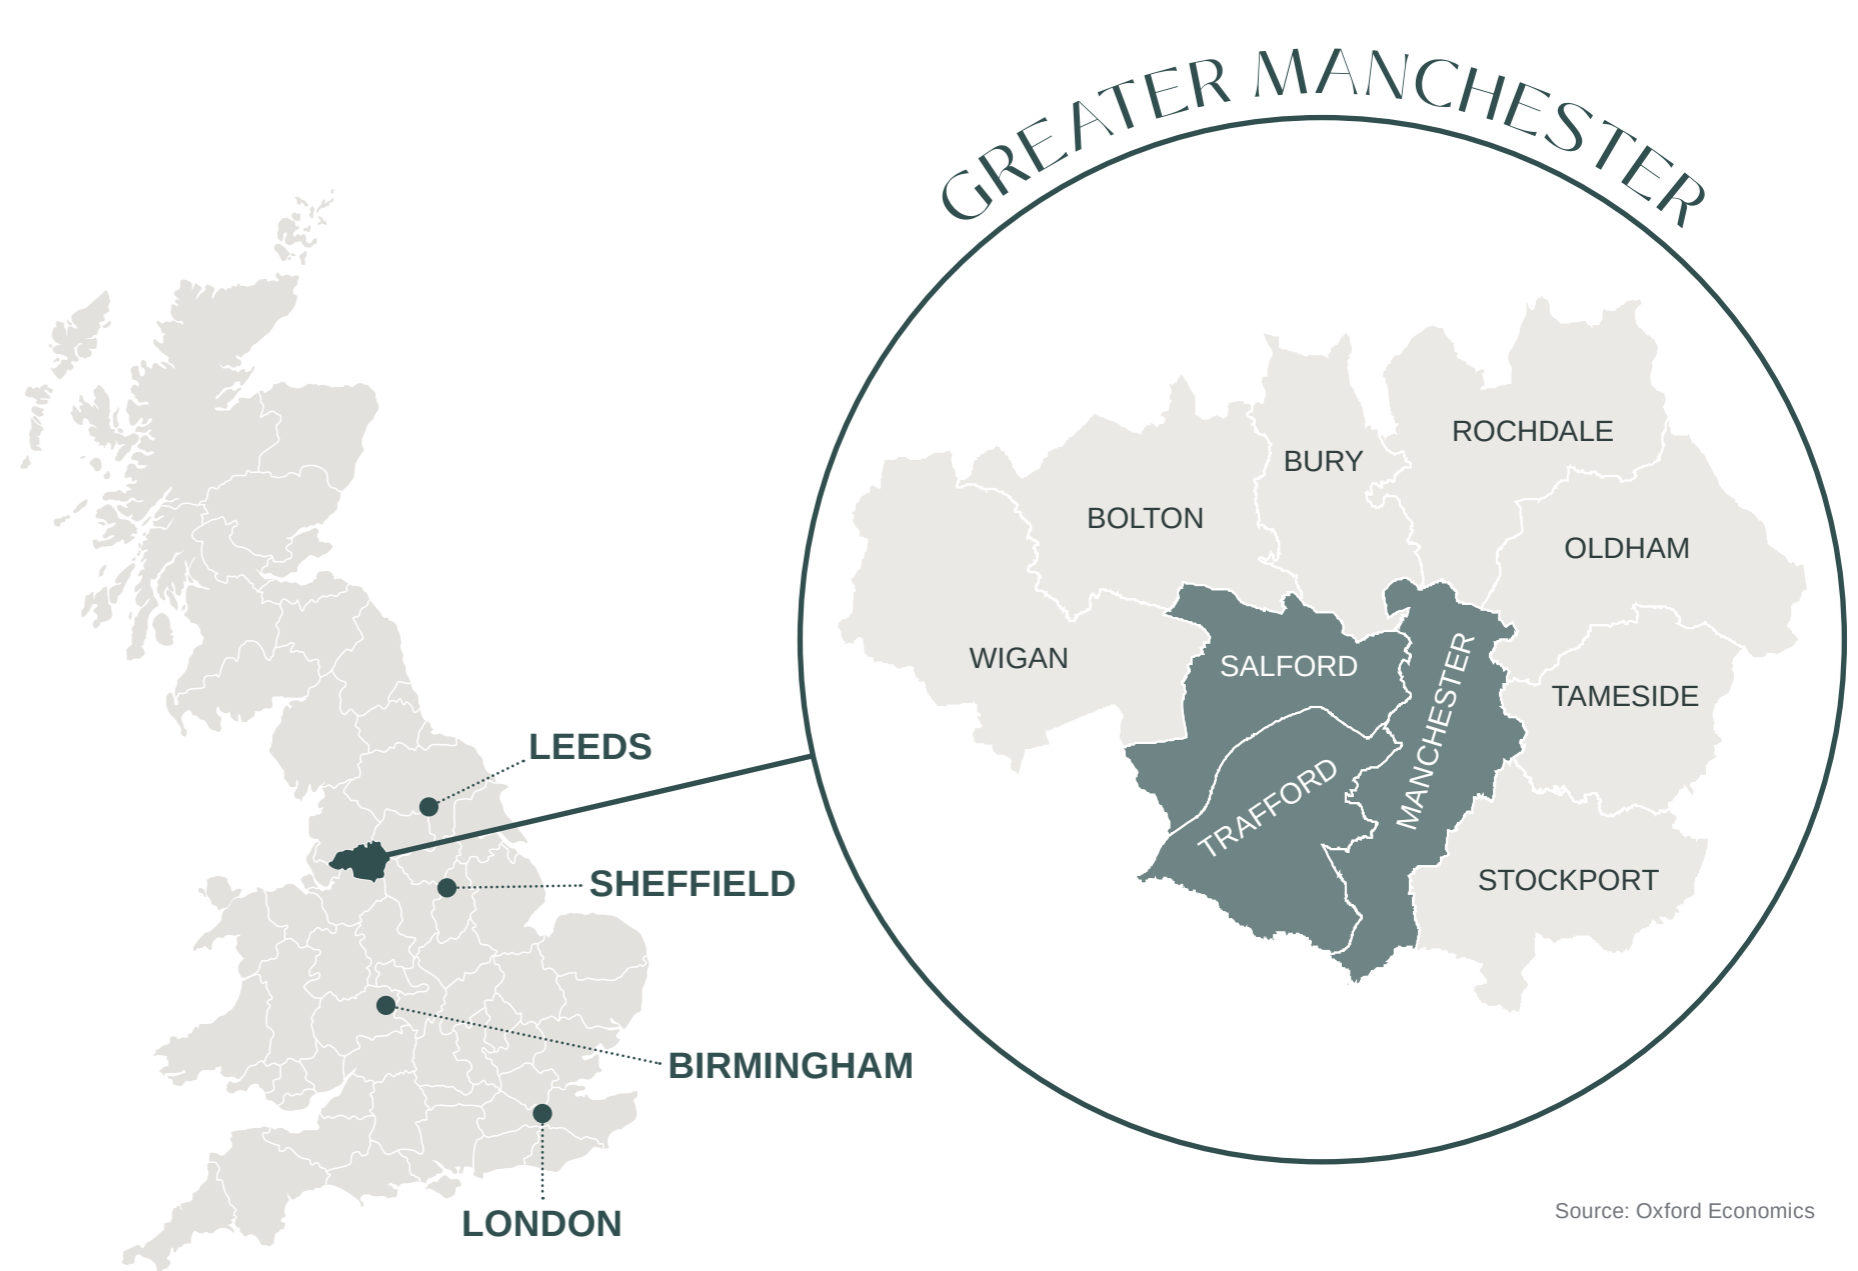 GREATER MANCHESTER
ROCHDALE
BURY
BOLTON
OLDHAM
WIGAN
SALFORD
MANCHESTER
TAMESIDE
TRAFFORD
STOCKPORT
LEEDS
SHEFFIELD
BIRMINGHAM
LONDON
Source: Oxford Economics